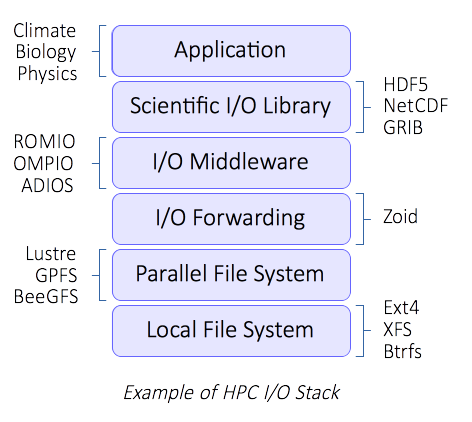 Climate
Biology
Physics
Application
Scientific I/O Library
HDF5
NetCDF
GRIB
ROMIO
OMPIO
ADIOS
I/O Middleware
I/O Forwarding
Zoid
Lustre
GPFS
BeeGFS
Parallel File System
Local File System
Ext4
XFS
Btrfs
Example of HPC I/O Stack